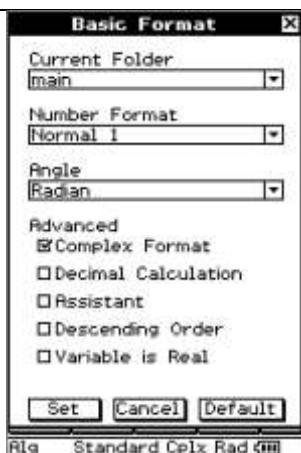 Basic Format
Current Folder
main
Number Format
Normal 1
Angle
Radian
Advanced
Complex Format
Decimal Calculation
Assistant
Descending Order
Variable is Real
Set Cancel Default
Alg Standard Cplx Rad